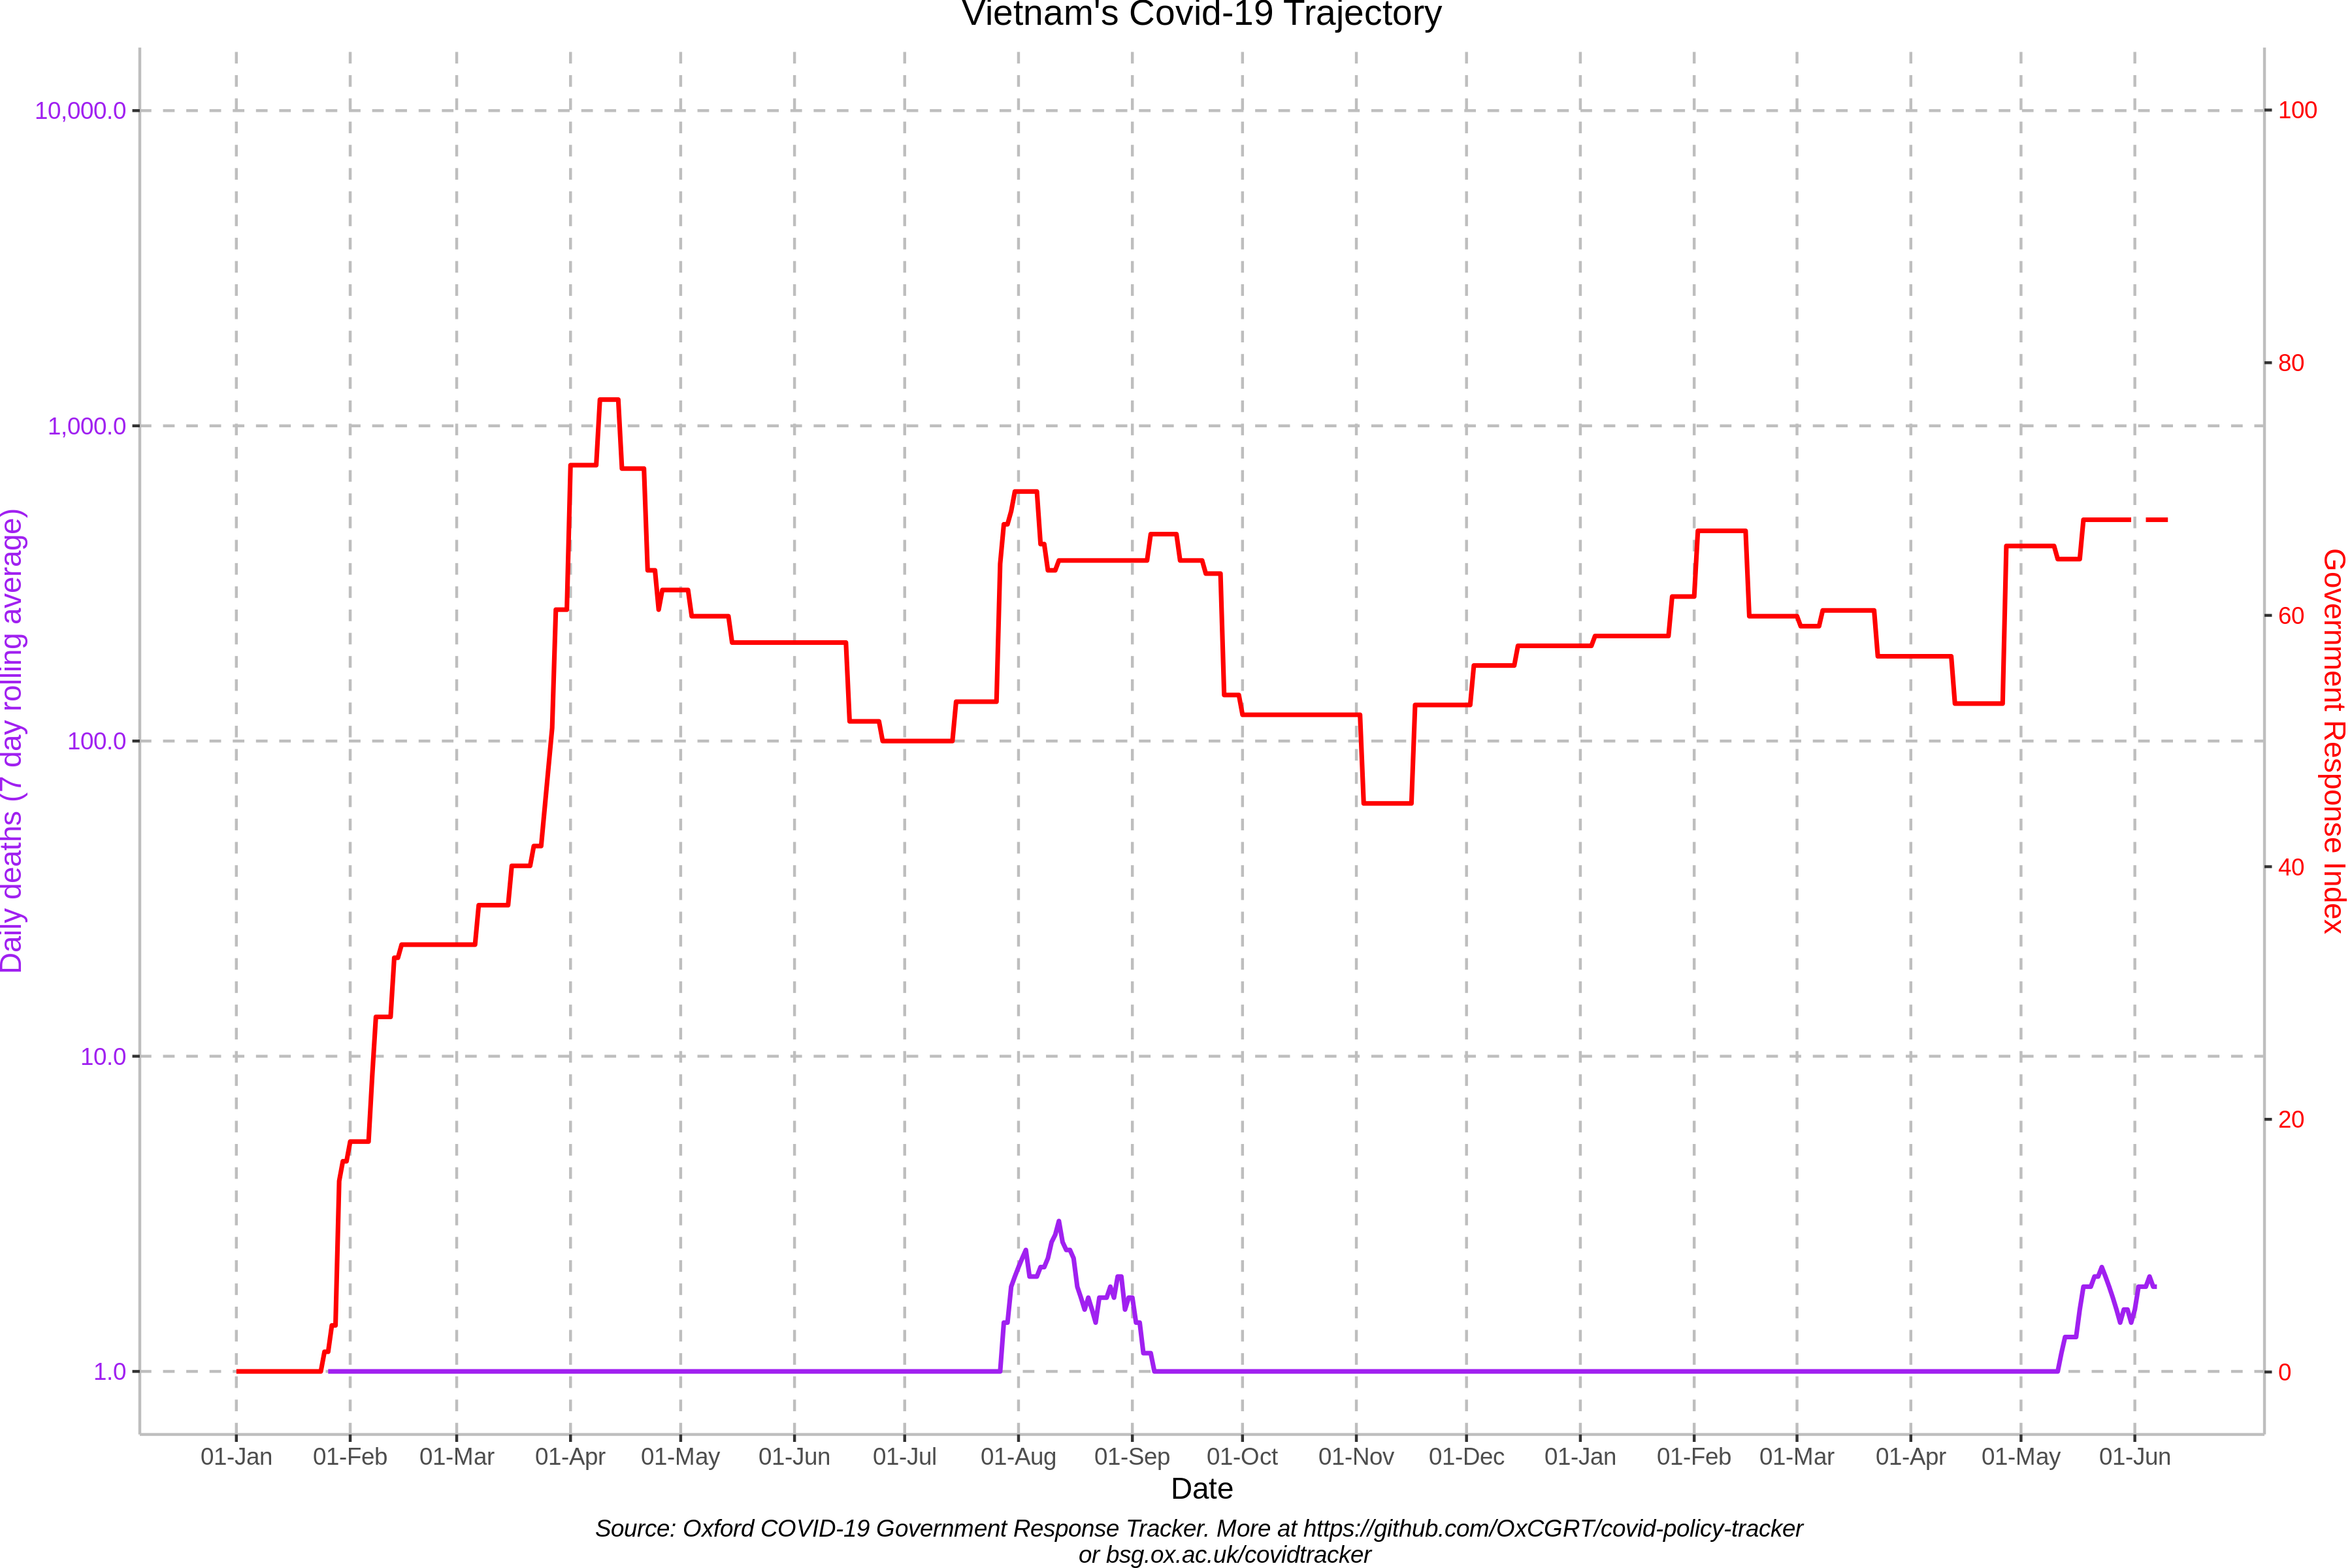 Vietnam's Covid-19 Trajectory
10,000.0
1,000.0
100.0
10.0
1.0
Daily deaths (7 day rolling average)
100
80
60
40
20
0
Government Response Index
01-Jan 01-Feb 01-Mar 01-Apr 01-May 01-Jun 01-Jul 01-Aug 01-Sep 01-Oct 01-Nov 01-Dec 01-Jan 01-Feb 01-Mar 01-Apr 01-May 01-Jun
Date
Source: Oxford COVID-19 Government Response Tracker. More at https://github.com/OxCGRT/covid-policy-tracker
or bsg.ox.ac.uk/covidtracker